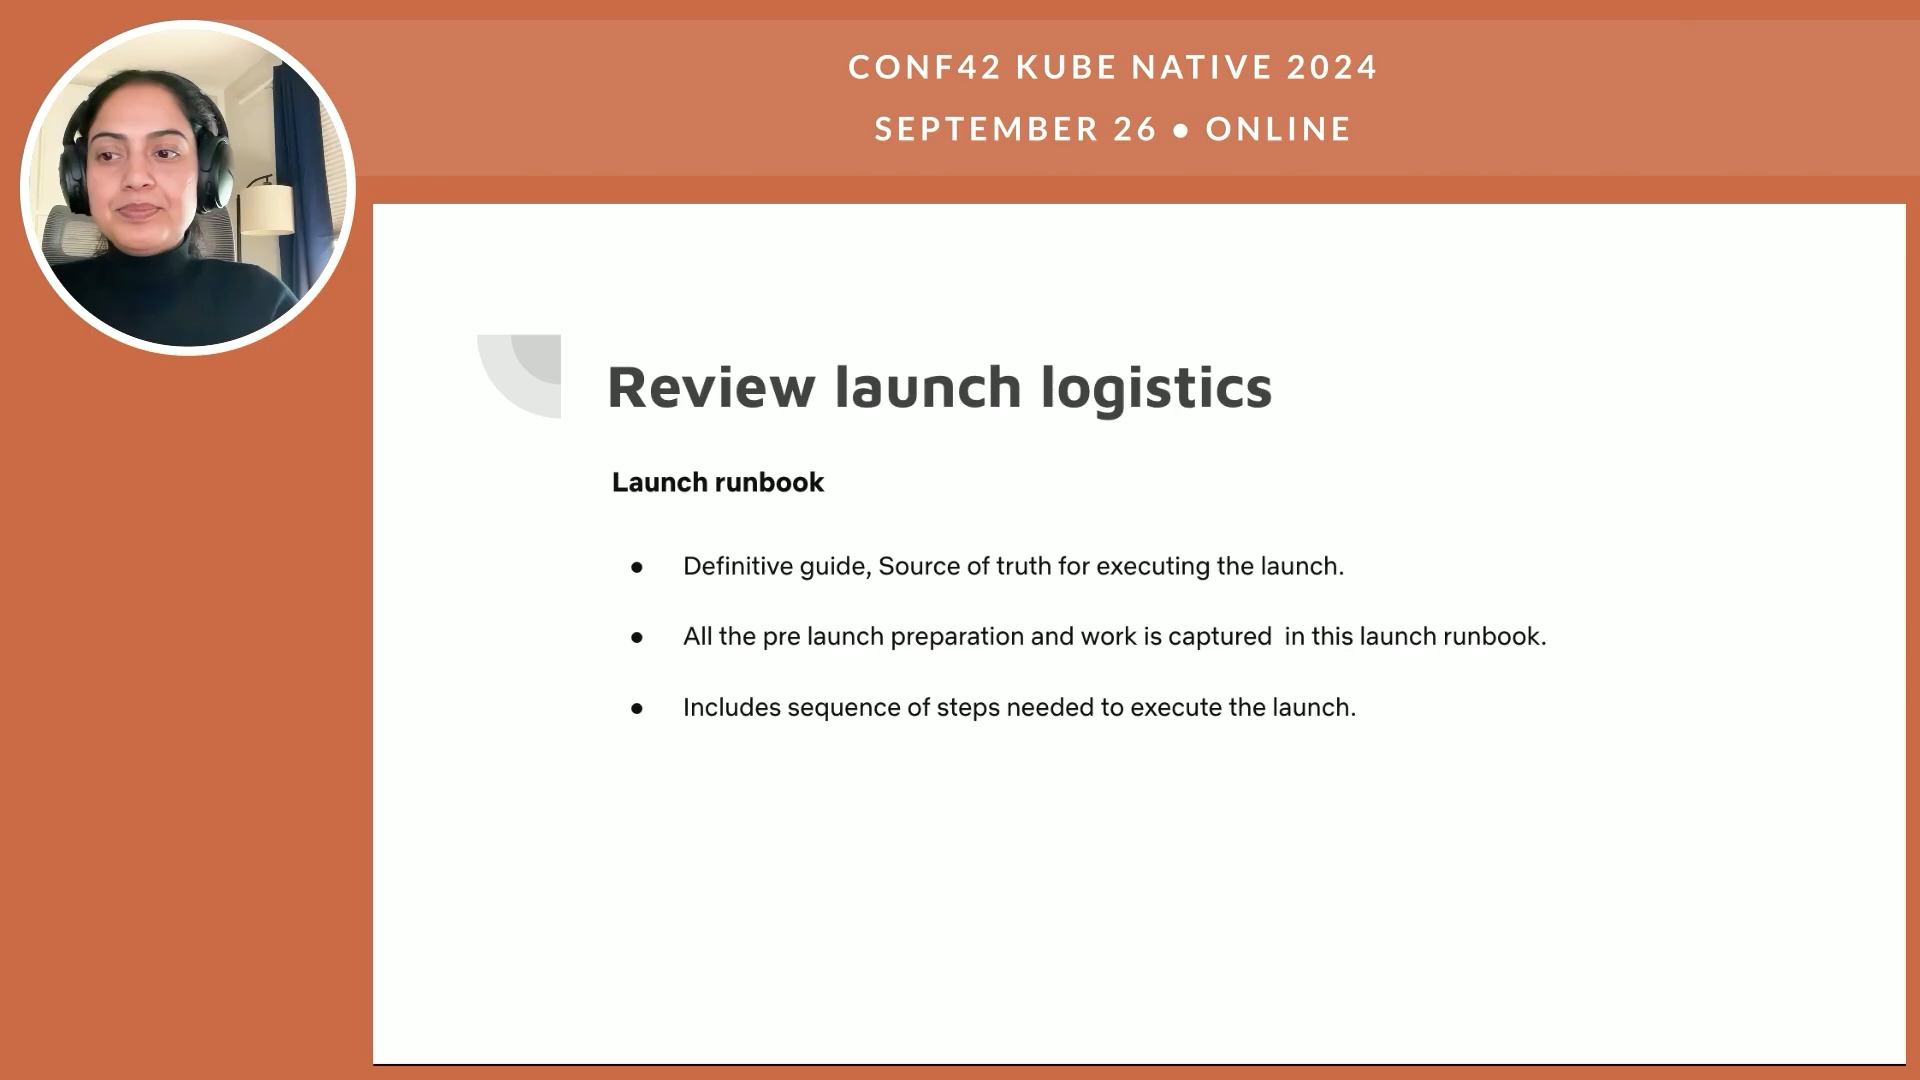 CONF42 KUBE NATIVE 2024
SEPTEMBER 26 ● ONLINE
Review launch logistics
Launch runbook
● Definitive guide, Source of truth for executing the launch.
● All the pre launch preparation and work is captured  in this launch runbook.
● Includes sequence of steps needed to execute the launch.